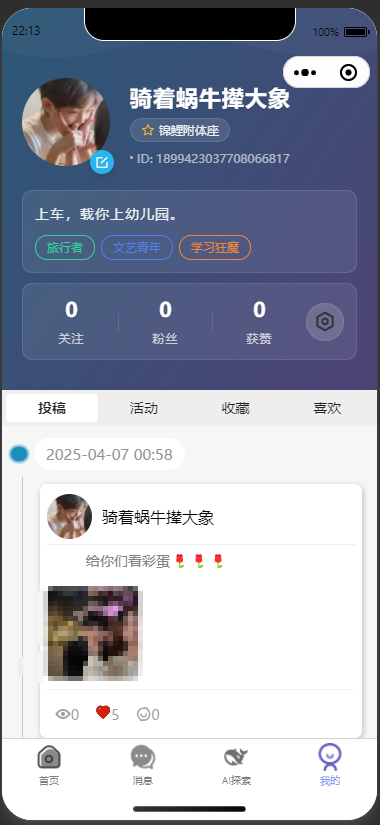 22:13
100%
骑着蜗牛撵大象
锦鲤附体座
ID: 1899423037708066817
上车，载你上幼儿园。
旅行者 文艺青年 学习狂魔
0 0 0
关注 粉丝 获赞
投稿 活动 收藏 喜欢
2025-04-07 00:58
骑着蜗牛撵大象
给你们看彩蛋🌷🌷🌷
0 5 0
首页 消息 AI探索 我的